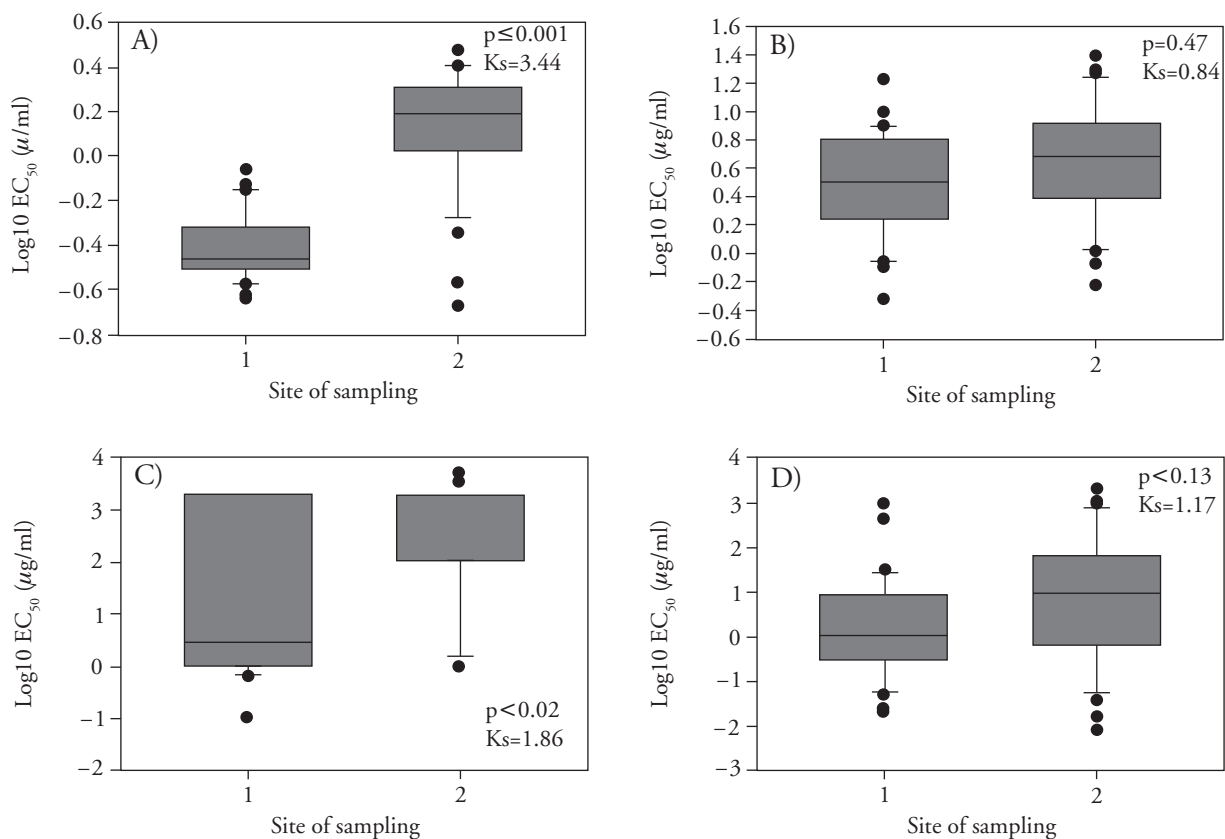 A)
p≤0.001
Ks=3.44
0.6
0.4
0.2
0.0
−0.2
−0.4
−0.6
−0.8
Log10 EC50 (µ/ml)
1 2
Site of sampling
B)
p=0.47
Ks=0.84
1.6
1.4
1.2
1.0
0.8
0.6
0.4
0.2
0.0
−0.2
−0.4
−0.6
Log10 EC50 (µg/ml)
1 2
Site of sampling
C)
4
3
2
1
0
−1
−2
Log10 EC50 (µg/ml)
p<0.02
Ks=1.86
1 2
Site of sampling
D)
p<0.13
Ks=1.17
4
3
2
1
0
−1
−2
−3
Log10 EC50 (µg/ml)
1 2
Site of sampling